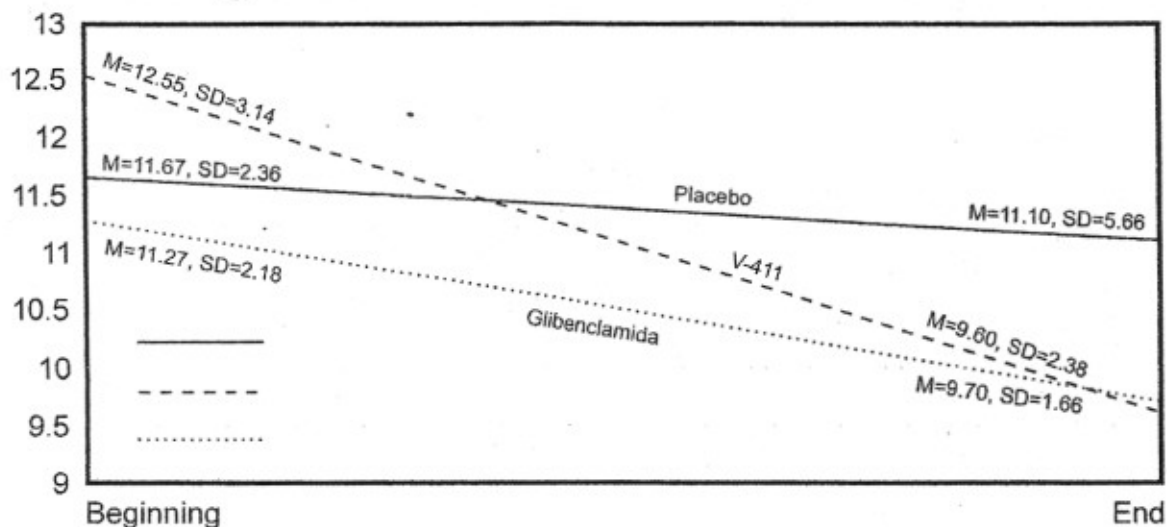 13
12.5
12
11.5
11
10.5
10
9.5
9
M=12.55, SD=3.14
M=11.67, SD=2.36
Placebo
M=11.10, SD=5.66
M=11.27, SD=2.18
V-411
Glibenclamida
M=9.60, SD=2.38
M=9.70, SD=1.66
Beginning
End